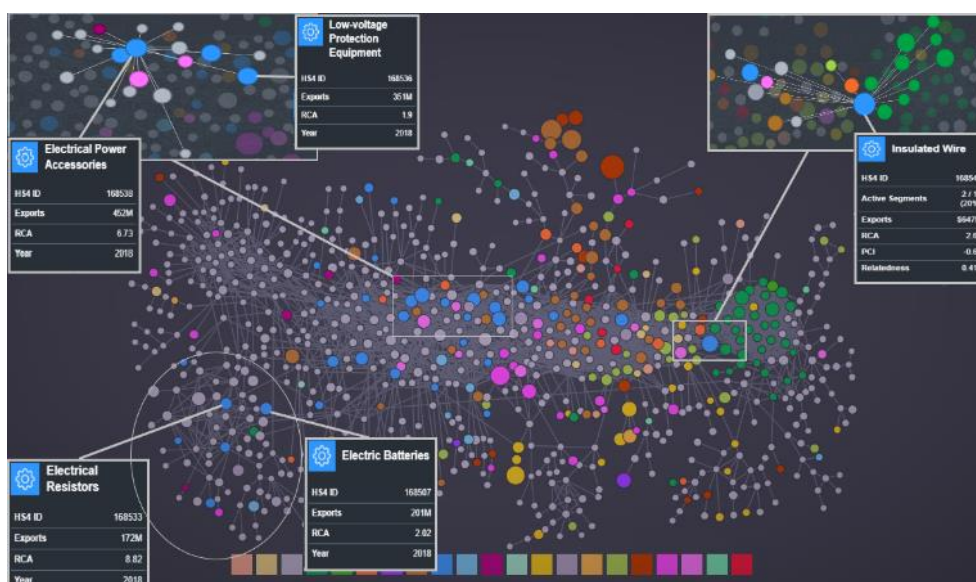 Low-voltage
Protection
Equipment
HS4 ID 168536
Exports 351M
RCA 1.9
Year 2018
Electrical Power
Accessories
HS4 ID 168538
Exports 452M
RCA 6.73
Year 2018
Insulated Wire
HS4 ID
Active Segments
Exports
RCA
PCI
Relatedness
Electrical
Resistors
HS4 ID 168533
Exports 172M
RCA 8.82
Year 2018
Electric Batteries
HS4 ID 168507
Exports 201M
RCA 2.02
Year 2018